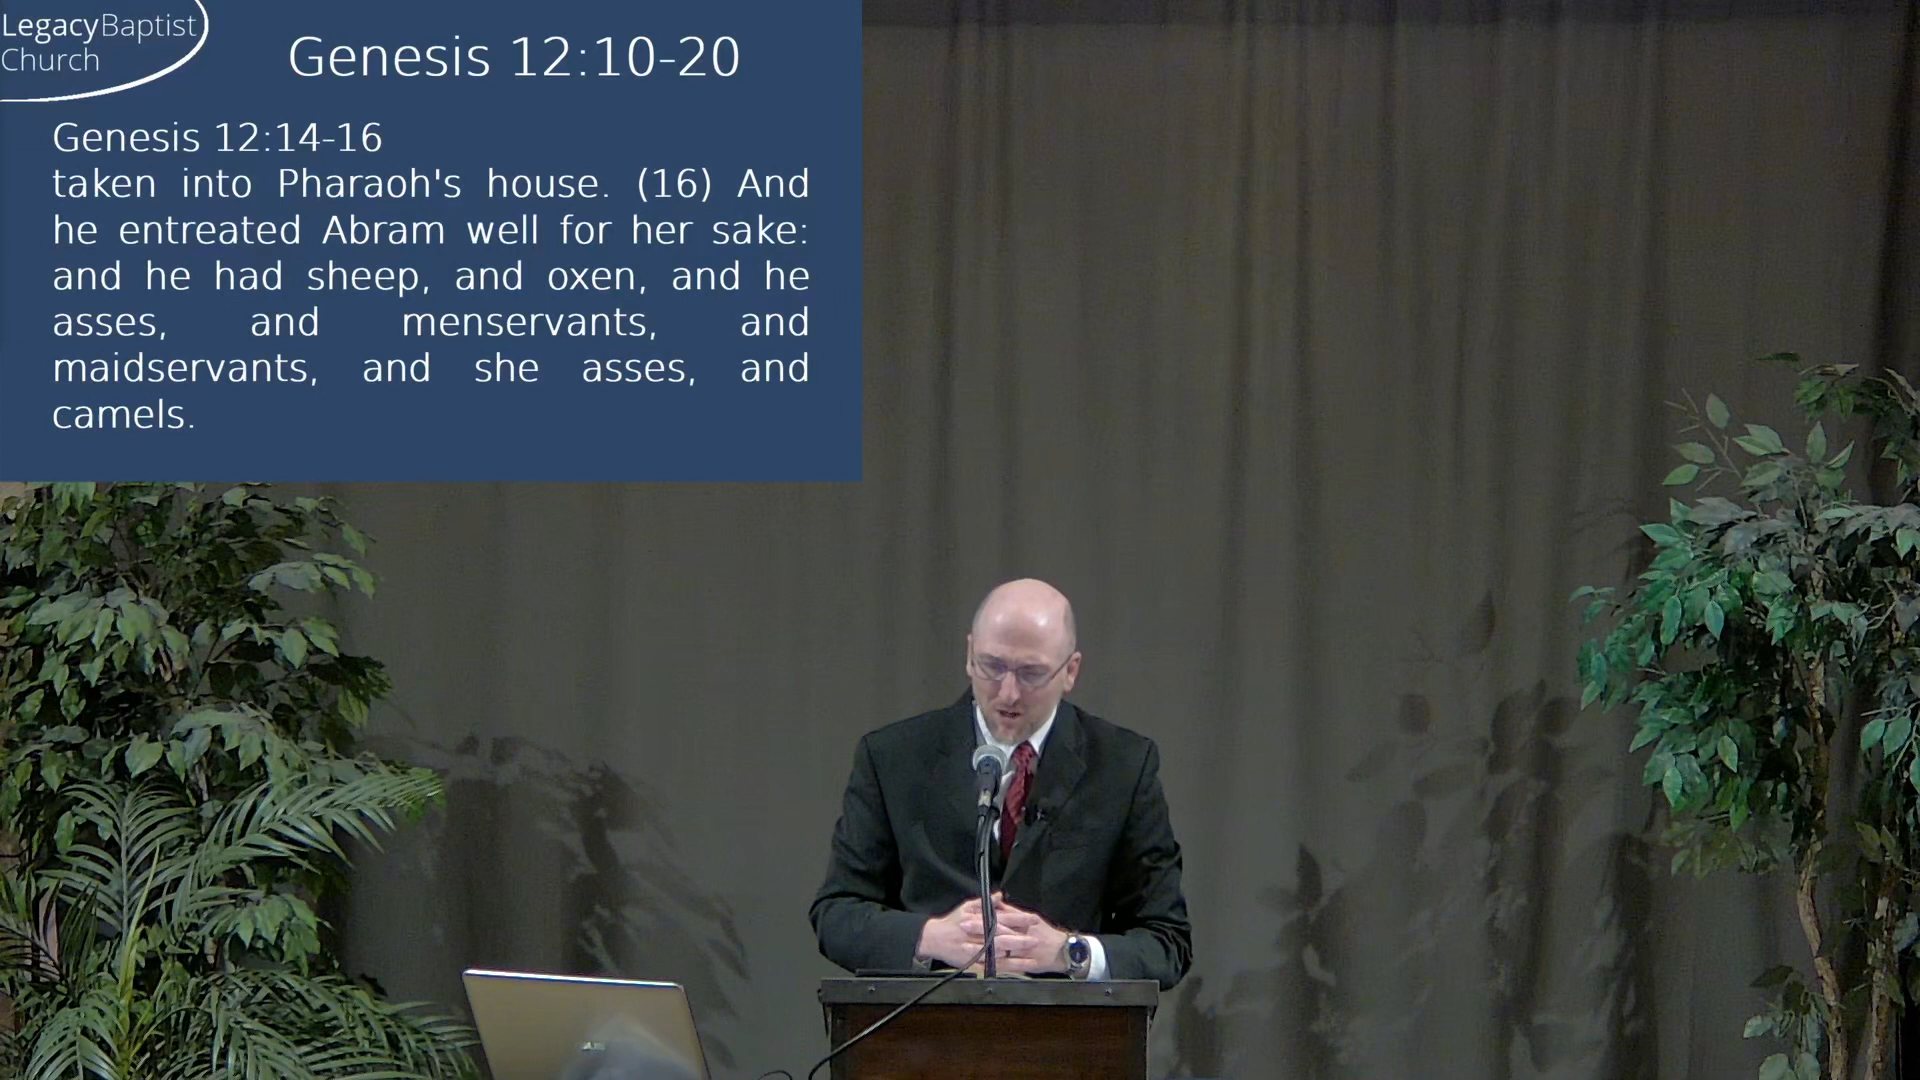 LegacyBaptist
Church
Genesis 12:10-20
Genesis 12:14-16
taken into Pharaoh's house. (16) And
he entreated Abram well for her sake:
and he had sheep, and oxen, and he
asses, and menservants, and
maidservants, and she asses, and
camels.